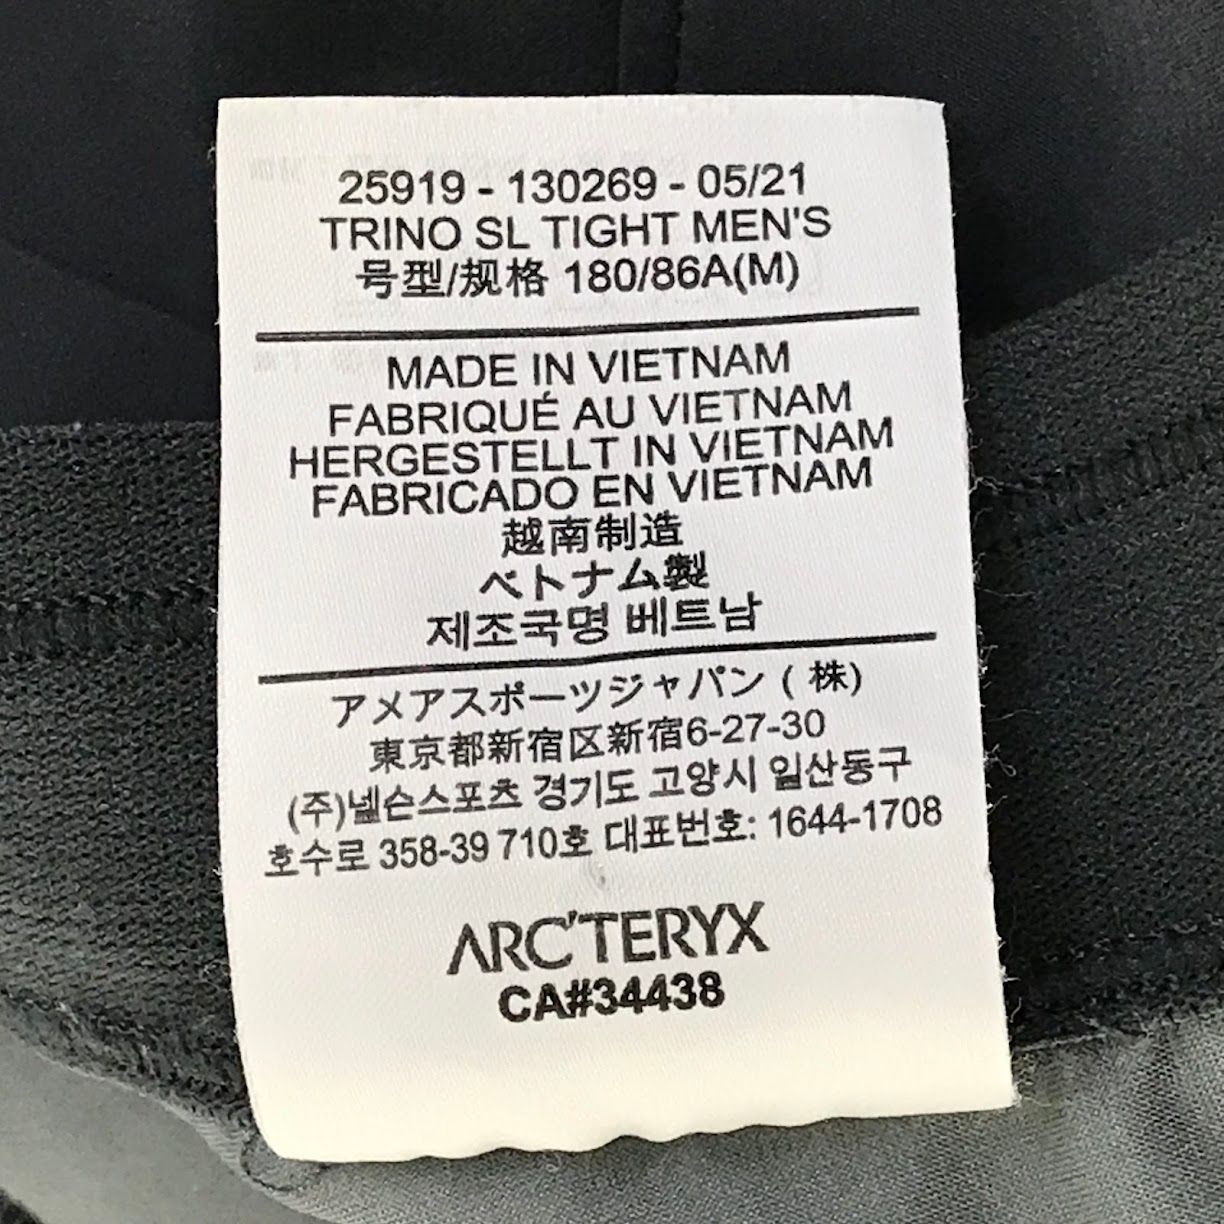 25919 - 130269 - 05/21
TRINO SL TIGHT MEN'S
号型/规格 180/86A(M)
MADE IN VIETNAM
FABRIQUÉ AU VIETNAM
HERGESTELLT IN VIETNAM
FABRICADO EN VIETNAM
越南制造
ベトナム製
제조국명 베트남
アメアスポーツジャパン ( 株)
東京都新宿区新宿6-27-30
(주)넬슨스포츠 경기도 고양시 일산동구
호수로 358-39 710호 대표번호: 1644-1708
ARC'TERYX
CA#34438